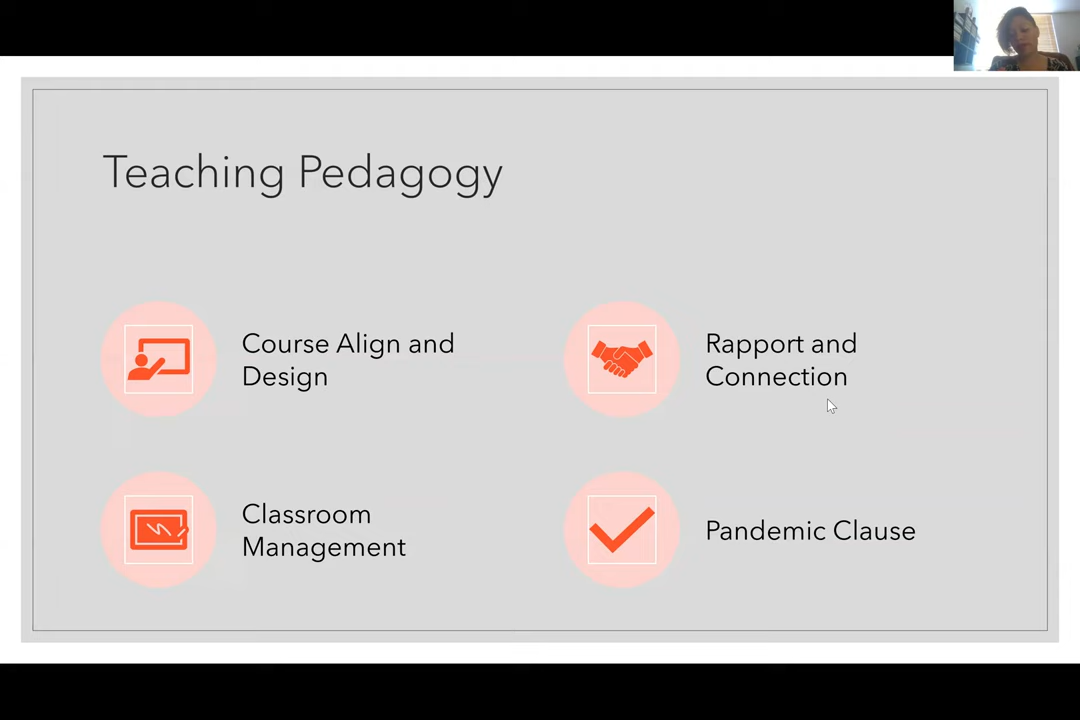 Teaching Pedagogy
Course Align and
Design
Rapport and
Connection
Classroom
Management
Pandemic Clause